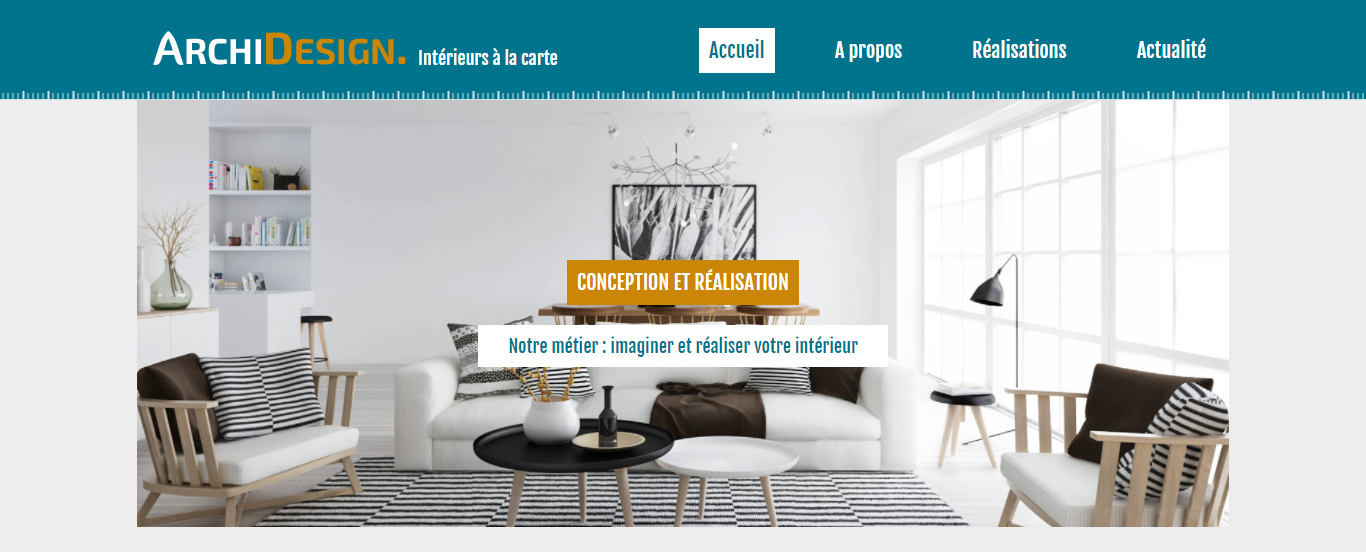 ARCHIDESIGN. Intérieurs à la carte
Accueil A propos Réalisations Actualité
CONCEPTION ET RÉALISATION
Notre métier : imaginer et réaliser votre intérieur